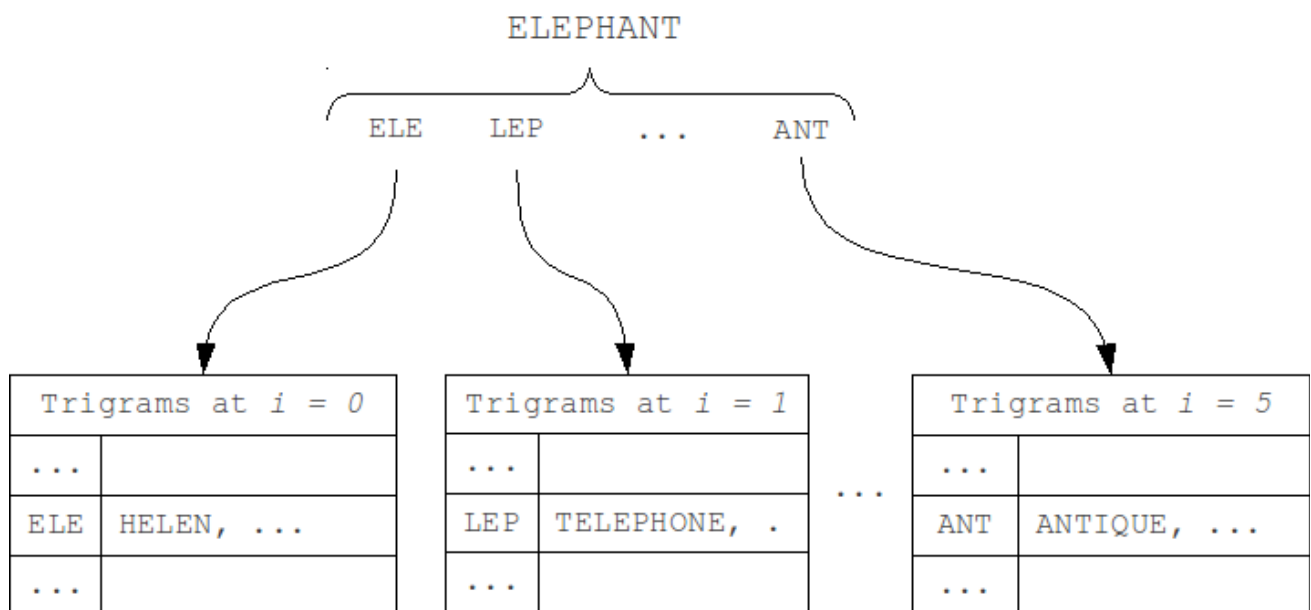 ELEPHANT
ELE LEP ... ANT
Trigrams at i = 0 Trigrams at i = 1 Trigrams at i = 5
... ... ...
...
ELE HELEN, ... LEP TELEPHONE, . ANT ANTIQUE, ...
... ... ...